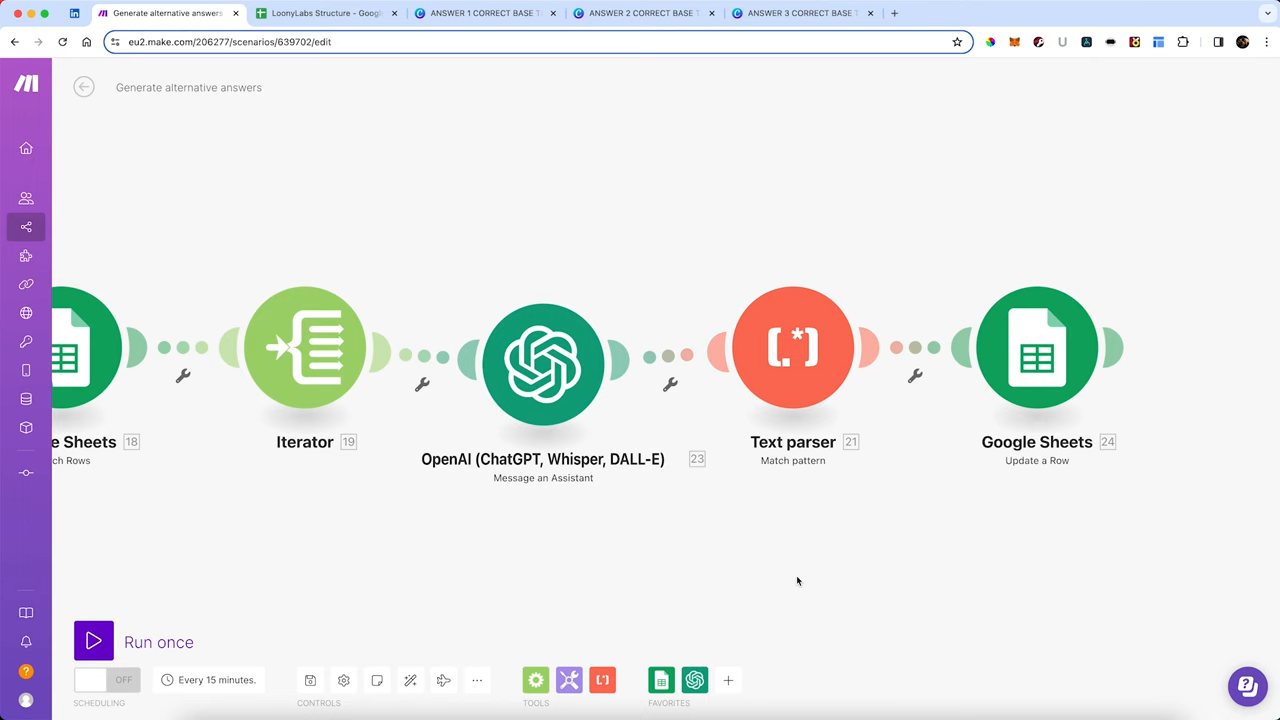 Generate alternative answers
LoonyLabs Structure - Goog
ANSWER 1 CORRECT BASE T
ANSWER 2 CORRECT BASE T
ANSWER 3 CORRECT BASE T
eu2.make.com/206277/scenarios/639702/edit
Generate alternative answers
e Sheets 18
ch Rows
Iterator 19
OpenAI (ChatGPT, Whisper, DALL-E) 23
Message an Assistant
[.*]
Text parser 21
Match pattern
Google Sheets 24
Update a Row
Run once
OFF
Every 15 minutes.
SCHEDULING
CONTROLS
TOOLS
FAVORITES